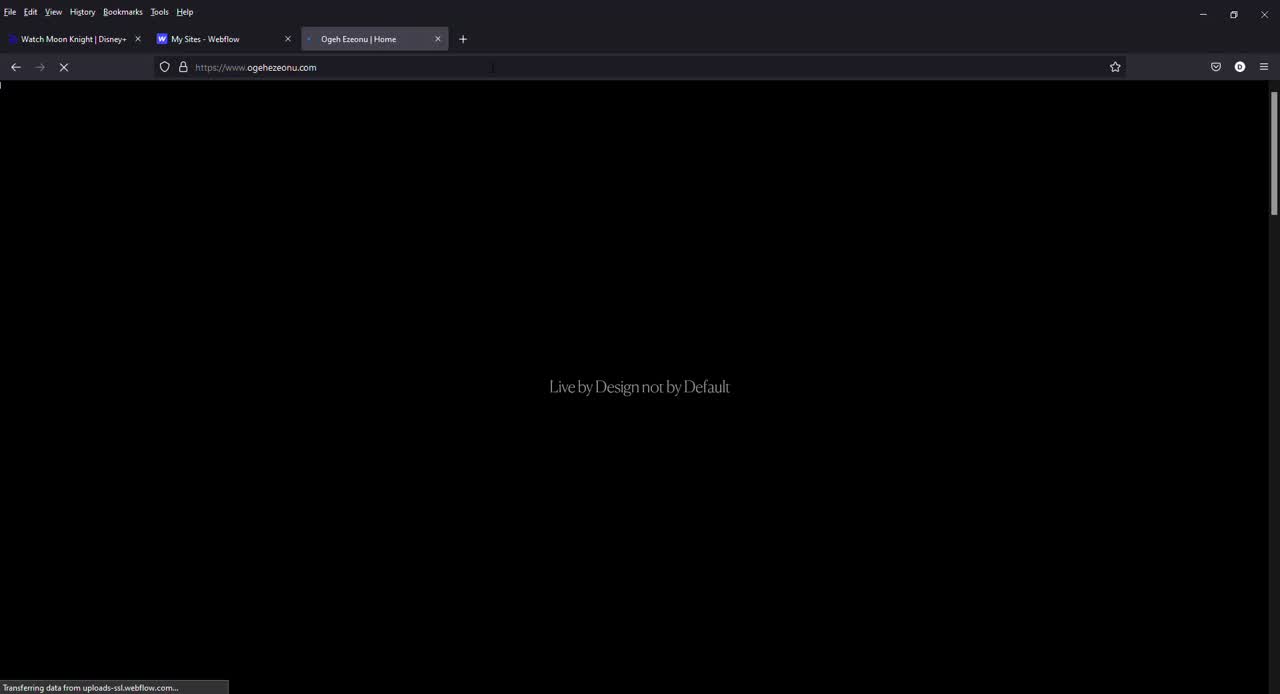 File Edit View History Bookmarks Tools Help
Watch Moon Knight | Disney+ My Sites - Webflow Ogeh Ezeonu | Home
https://www.ogehezeonu.com
Live by Design not by Default
Transferring data from uploads-ssl.webflow.com...